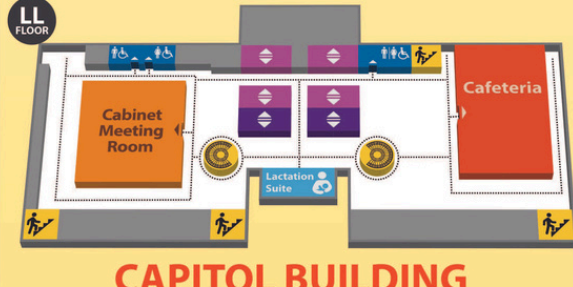 LL
FLOOR
Cabinet
Meeting
Room
Cafeteria
Lactation
Suite
CAPITOL BUILDING